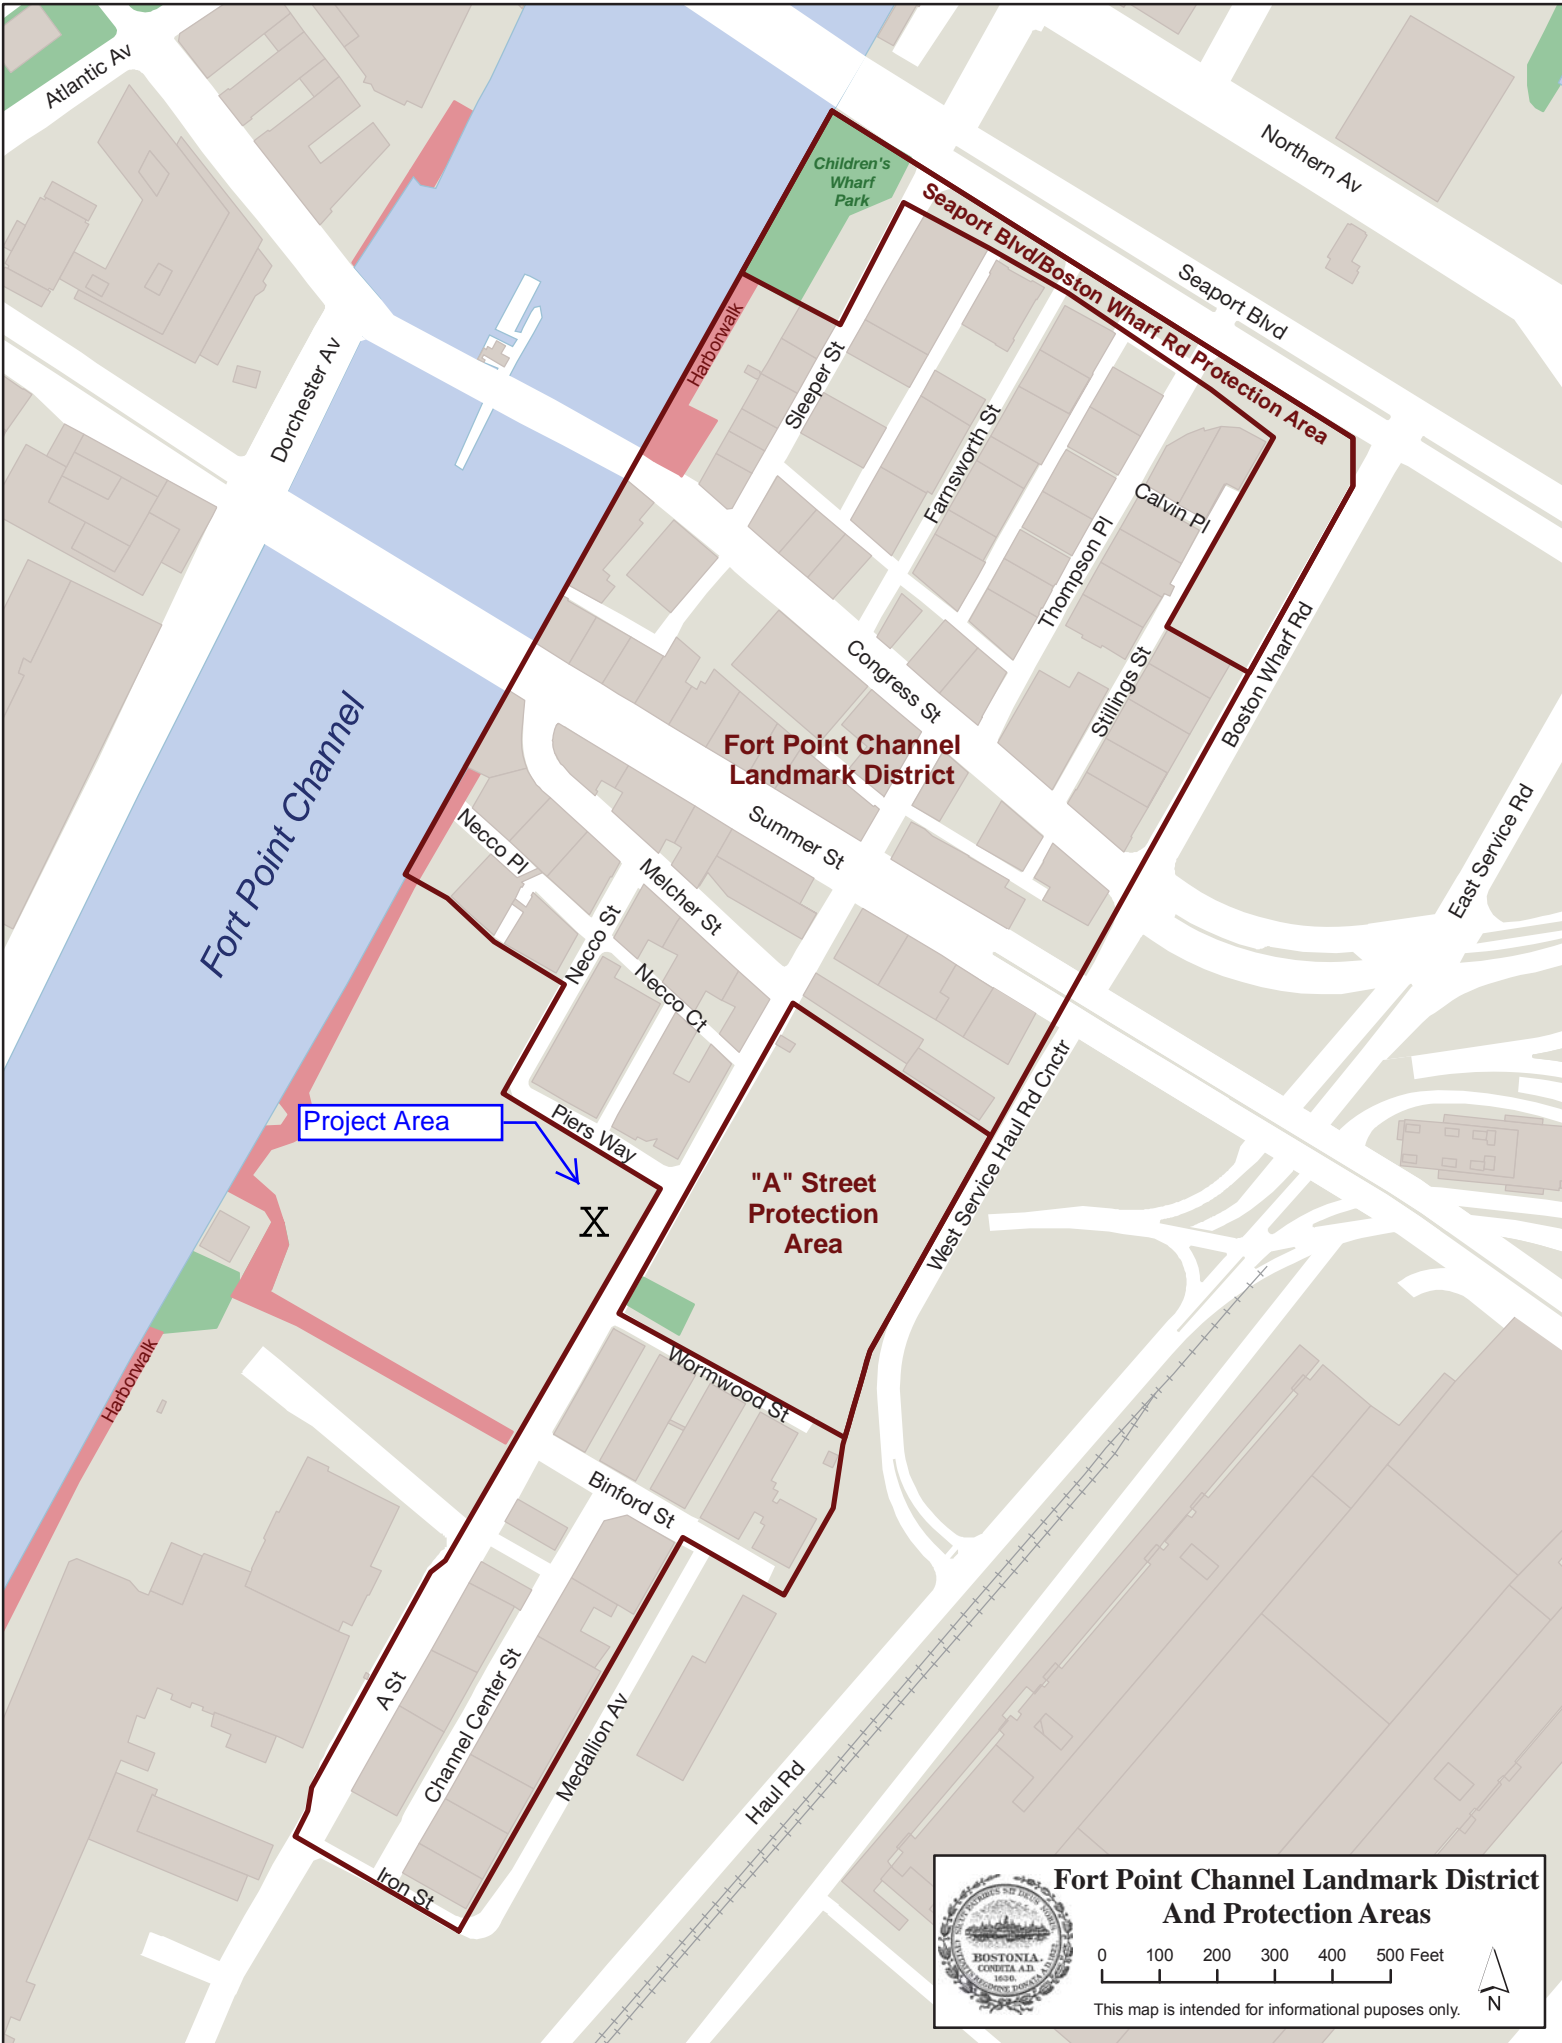 Atlantic Av
Northern Av
Children's
Wharf
Park
Seaport Blvd/Boston Wharf Rd Protection Area
Seaport Blvd
Harborwalk
Dorchester Av
Sleeper St
Farnsworth St
Calvin Pl
Thompson Pl
Congress St
Stillings St
Boston Wharf Rd
Fort Point Channel
Fort Point Channel
Landmark District
Summer St
East Service Rd
Necco Pl
Melcher St
Necco St
Necco Ct
West Service Haul Rd Cnctr
Project Area
Piers Way
X
"A" Street
Protection
Area
Harborwalk
Wormwood St
Binford St
A St
Channel Center St
Medallion Av
Haul Rd
Iron St
Fort Point Channel Landmark District
And Protection Areas
0 100 200 300 400 500 Feet
N
This map is intended for informational puposes only.
BOSTONIA.
CONDITA A.D.
1630.